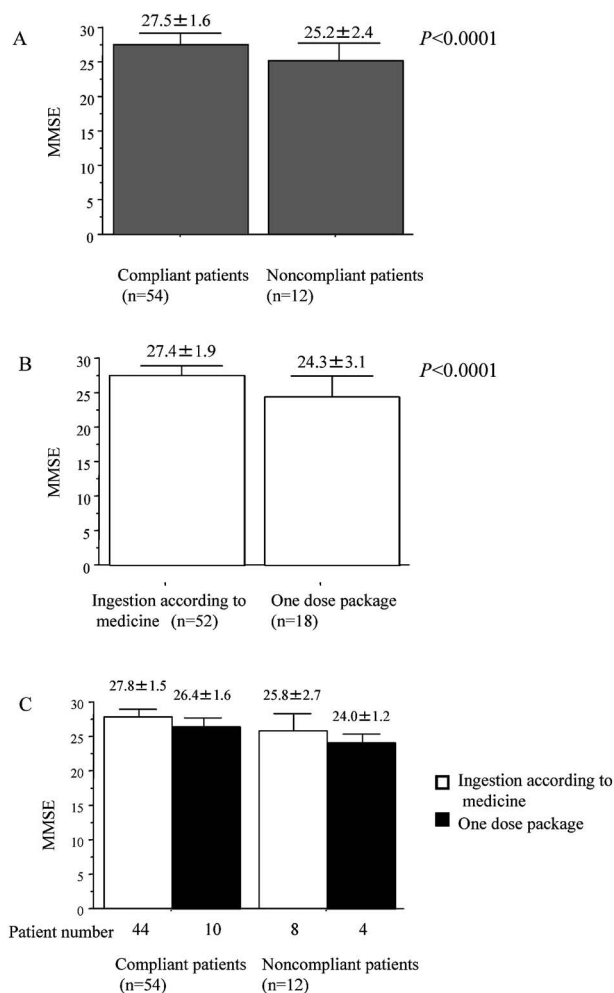 A
27.5±1.6
25.2±2.4
P<0.0001
30
25
20
15
10
5
0
MMSE
Compliant patients
(n=54)
Noncompliant patients
(n=12)
B
27.4±1.9
24.3±3.1
P<0.0001
30
25
20
15
10
5
0
MMSE
Ingestion according to
medicine (n=52)
One dose package
(n=18)
C
27.8±1.5
26.4±1.6
25.8±2.7
24.0±1.2
30
25
20
15
10
5
0
MMSE
Ingestion according to
medicine
One dose package
Patient number 44 10 8 4
Compliant patients
(n=54)
Noncompliant patients
(n=12)